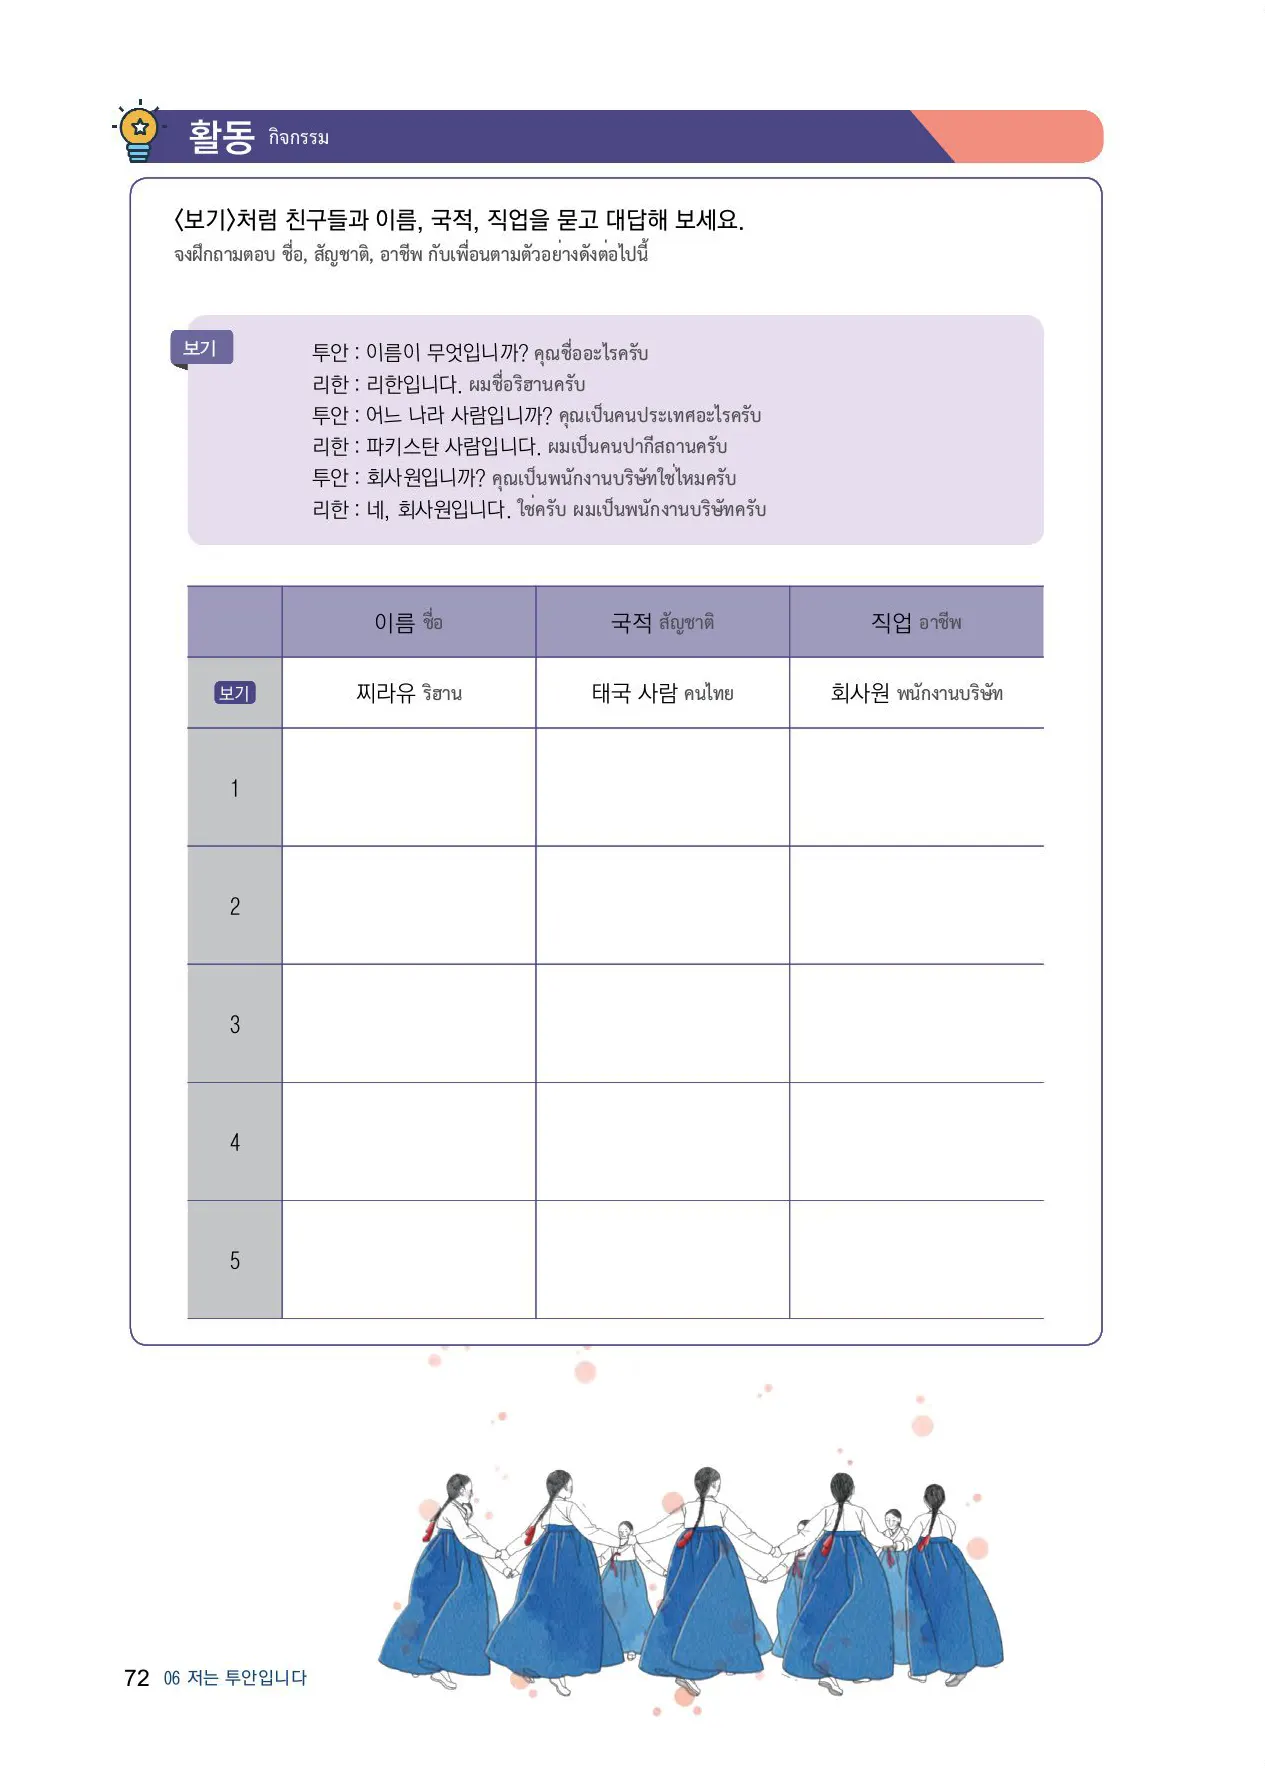 활동 กิจกรรม
〈보기〉처럼 친구들과 이름, 국적, 직업을 묻고 대답해 보세요.
จงฝึกถามตอบ ชื่อ, สัญชาติ, อาชีพ กับเพื่อนตามตัวอย่างดังต่อไปนี้
보기
투안 : 이름이 무엇입니까? คุณชื่ออะไรครับ
리한 : 리한입니다. ผมชื่อริฮานครับ
투안 : 어느 나라 사람입니까? คุณเป็นคนประเทศอะไรครับ
리한 : 파키스탄 사람입니다. ผมเป็นคนปากีสถานครับ
투안 : 회사원입니까? คุณเป็นพนักงานบริษัทใช่ไหมครับ
리한 : 네, 회사원입니다. ใช่ครับ ผมเป็นพนักงานบริษัทครับ
이름 ชื่อ 국적 สัญชาติ 직업 อาชีพ
보기 찌라유 ริฮาน 태국 사람 คนไทย 회사원 พนักงานบริษัท
1
2
3
4
5
72 06 저는 투안입니다